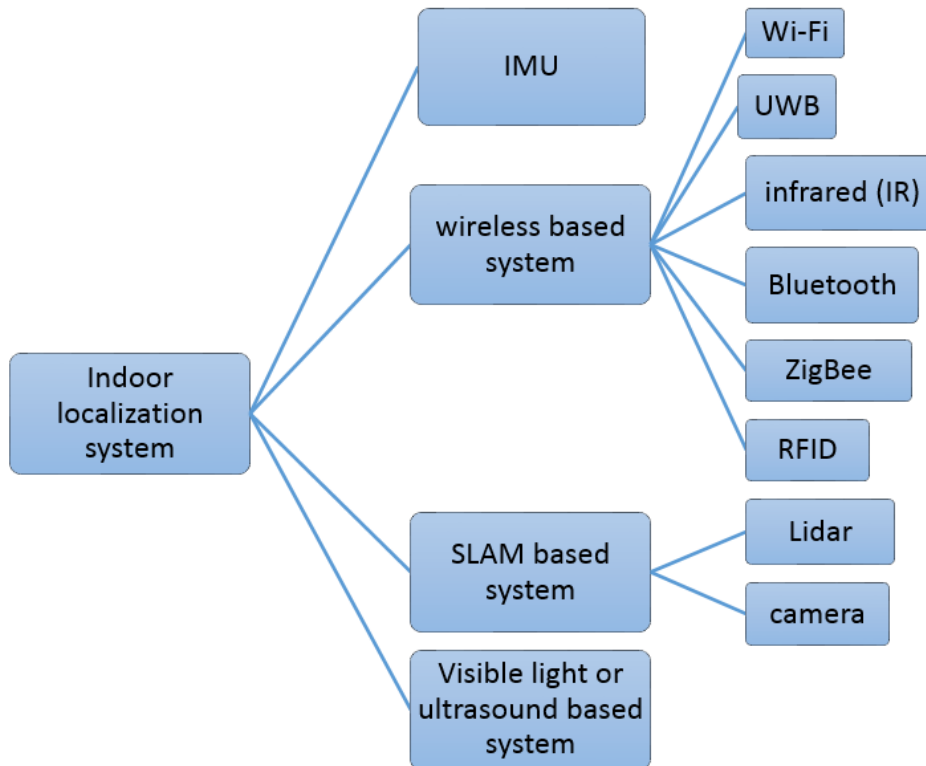 IMU
wireless based
system
Wi-Fi
UWB
infrared (IR)
Bluetooth
ZigBee
RFID
Indoor
localization
system
SLAM based
system
Lidar
camera
Visible light or
ultrasound based
system